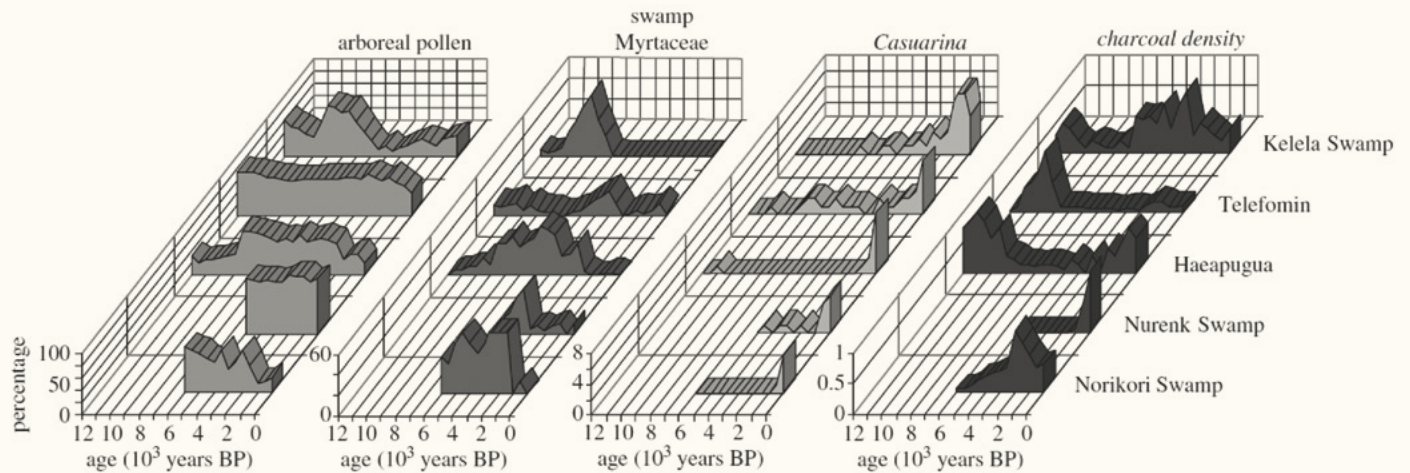 swamp
arboreal pollen Myrtaceae Casuarina charcoal density
Kelela Swamp
Telefomin
Haeapugua
Nurenk Swamp
Norikori Swamp
percentage
100 60 8 1
50 6 0.5
4
2
0 0 0 0
12 10 8 6 4 2 0 12 10 8 6 4 2 0 12 10 8 6 4 2 0 12 10 8 6 4 2 0
age (10³ years BP) age (10³ years BP) age (10³ years BP) age (10³ years BP)